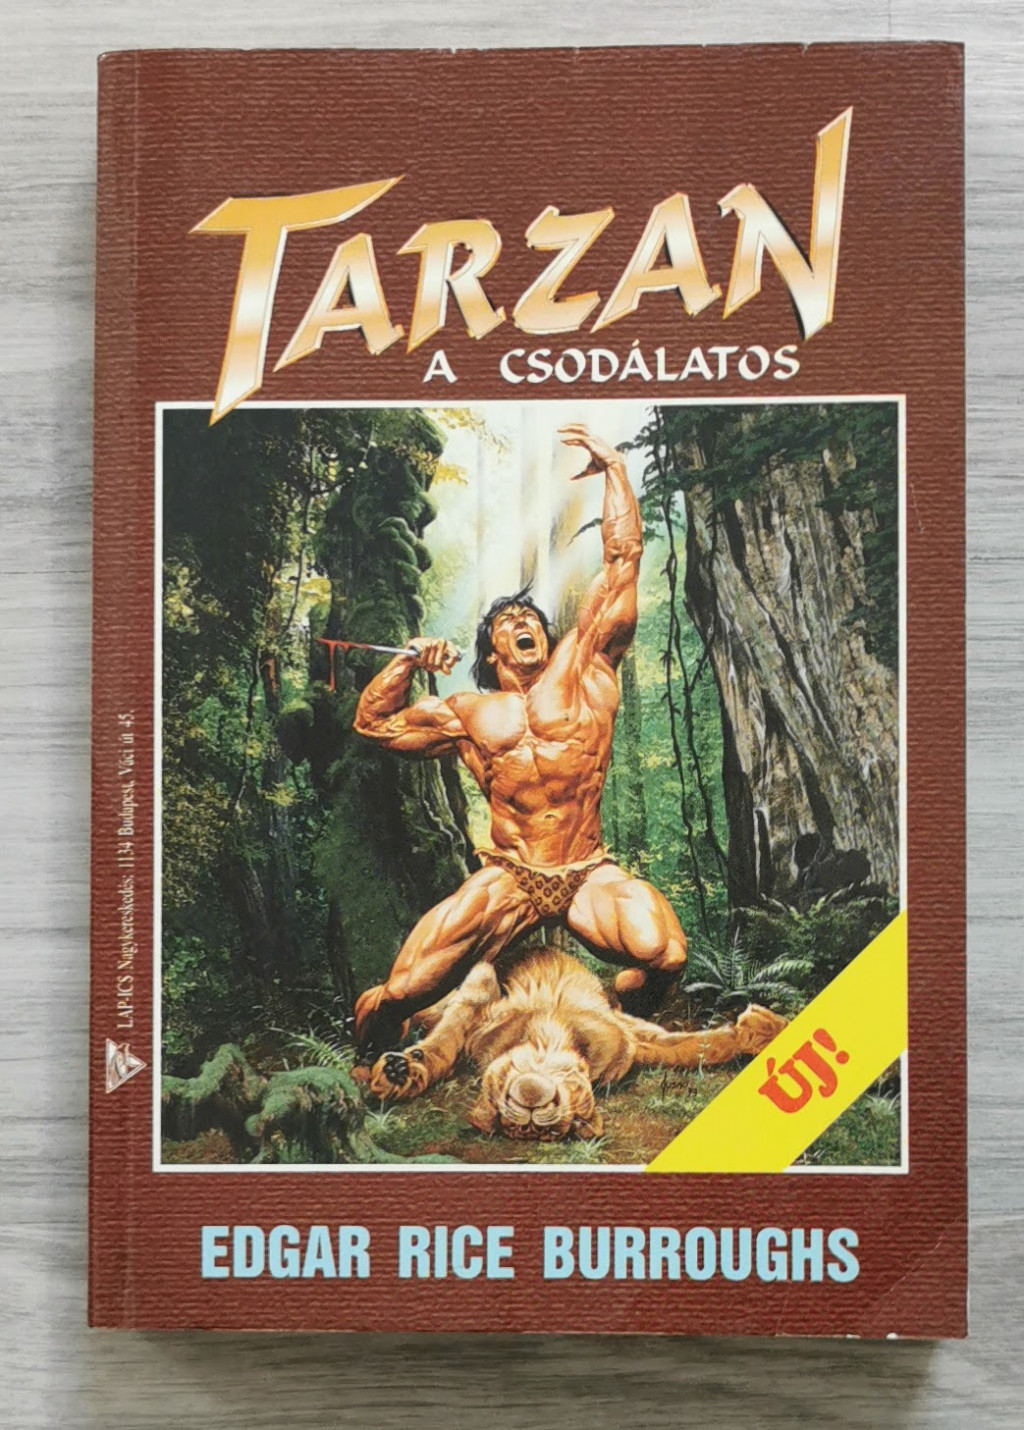 TARZAN
A CSODÁLATOS
LAP-ICS Nagykereskedés: 1134 Budapest, Váci út 45.
ÚJ!
EDGAR RICE BURROUGHS